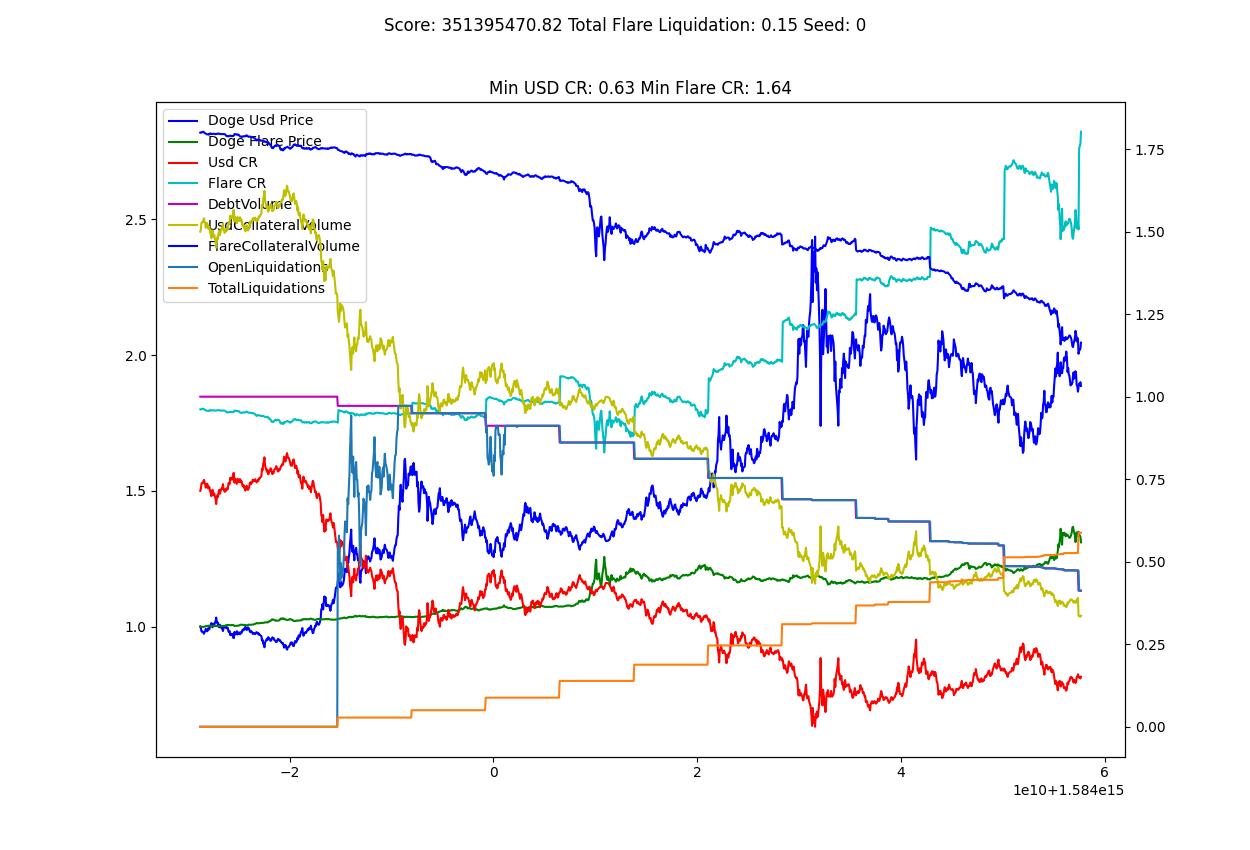 Score: 351395470.82 Total Flare Liquidation: 0.15 Seed: 0
Min USD CR: 0.63 Min Flare CR: 1.64
Doge Usd Price
Doge Flare Price
Usd CR
Flare CR
DebtVolume
UsdCollateralVolume
FlareCollateralVolume
OpenLiquidations
TotalLiquidations
2.5
2.0
1.5
1.0
1.75
1.50
1.25
1.00
0.75
0.50
0.25
0.00
−2
0
2
4
6
1e10+1.584e15